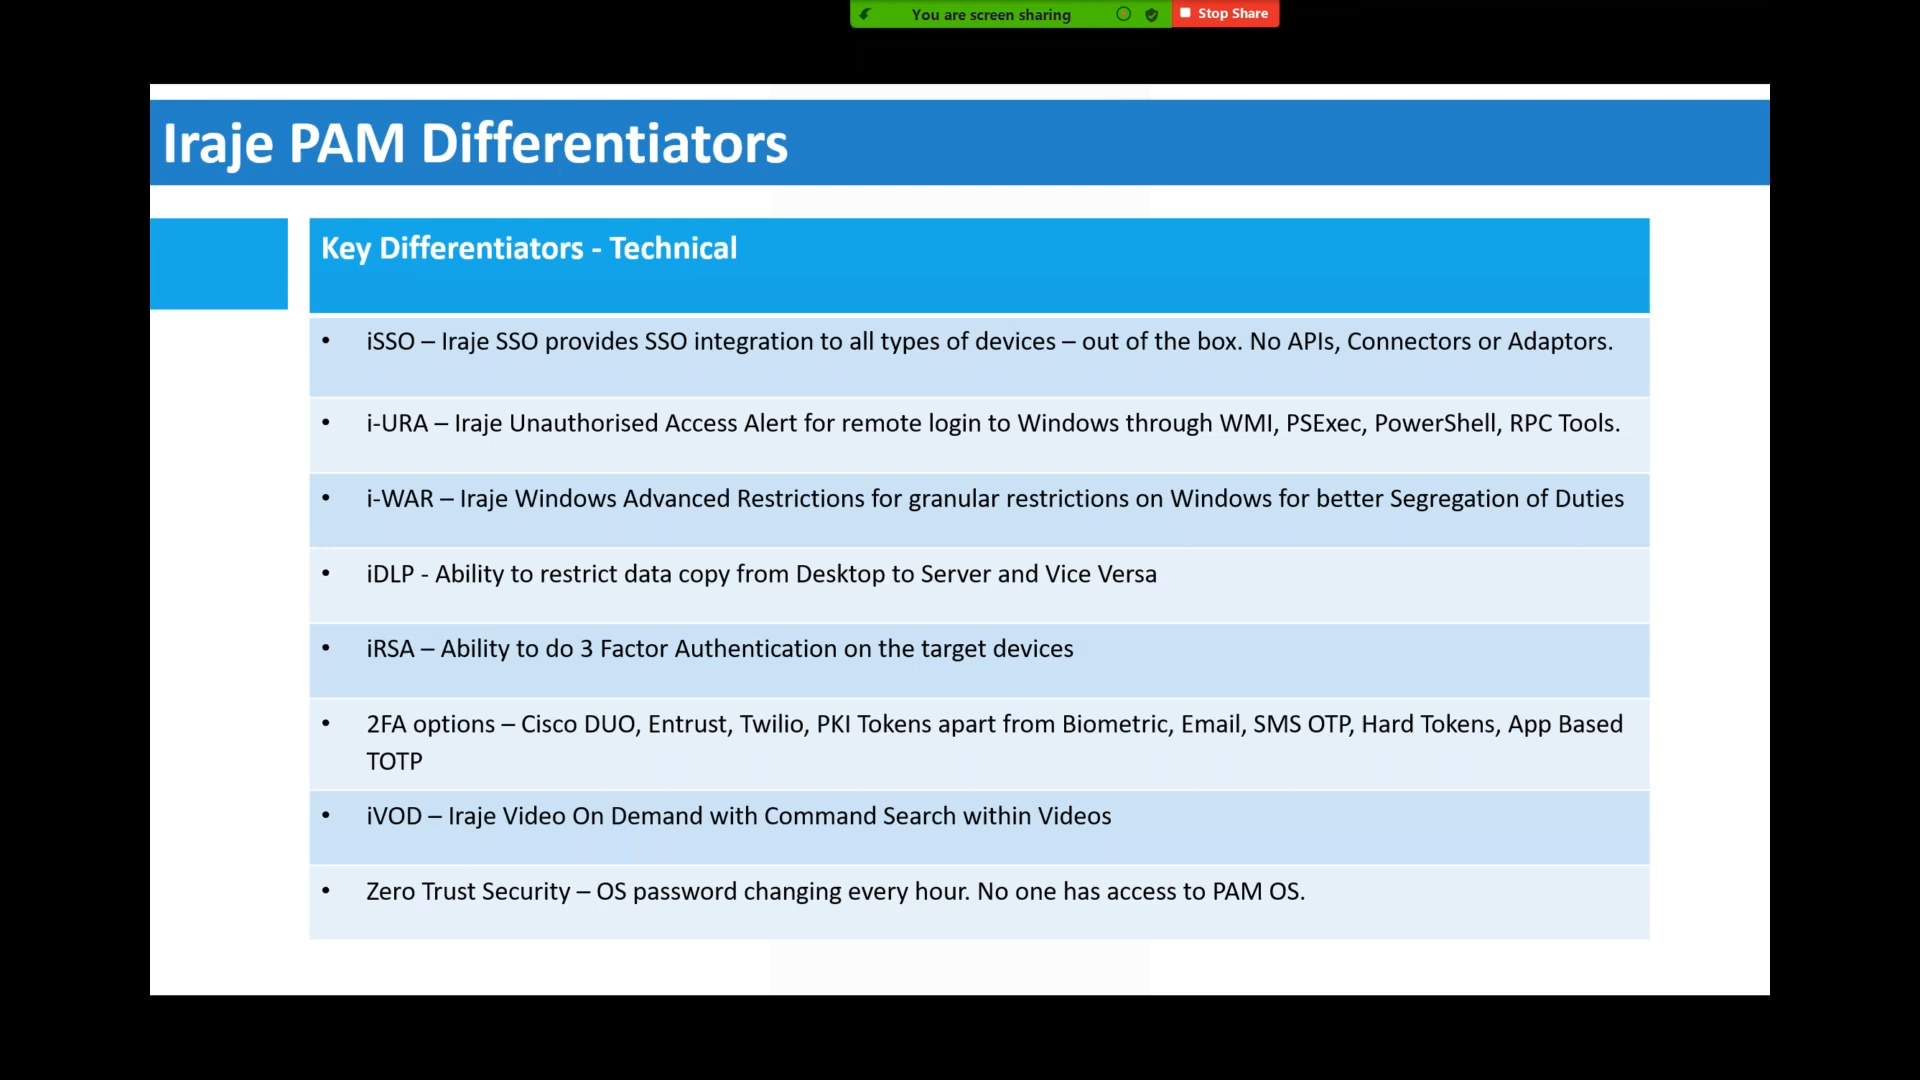 You are screen sharing
Stop Share
Iraje PAM Differentiators
Key Differentiators - Technical
• iSSO – Iraje SSO provides SSO integration to all types of devices – out of the box. No APIs, Connectors or Adaptors.
• i-URA – Iraje Unauthorised Access Alert for remote login to Windows through WMI, PSExec, PowerShell, RPC Tools.
• i-WAR – Iraje Windows Advanced Restrictions for granular restrictions on Windows for better Segregation of Duties
• iDLP - Ability to restrict data copy from Desktop to Server and Vice Versa
• iRSA – Ability to do 3 Factor Authentication on the target devices
• 2FA options – Cisco DUO, Entrust, Twilio, PKI Tokens apart from Biometric, Email, SMS OTP, Hard Tokens, App Based
TOTP
• iVOD – Iraje Video On Demand with Command Search within Videos
• Zero Trust Security – OS password changing every hour. No one has access to PAM OS.